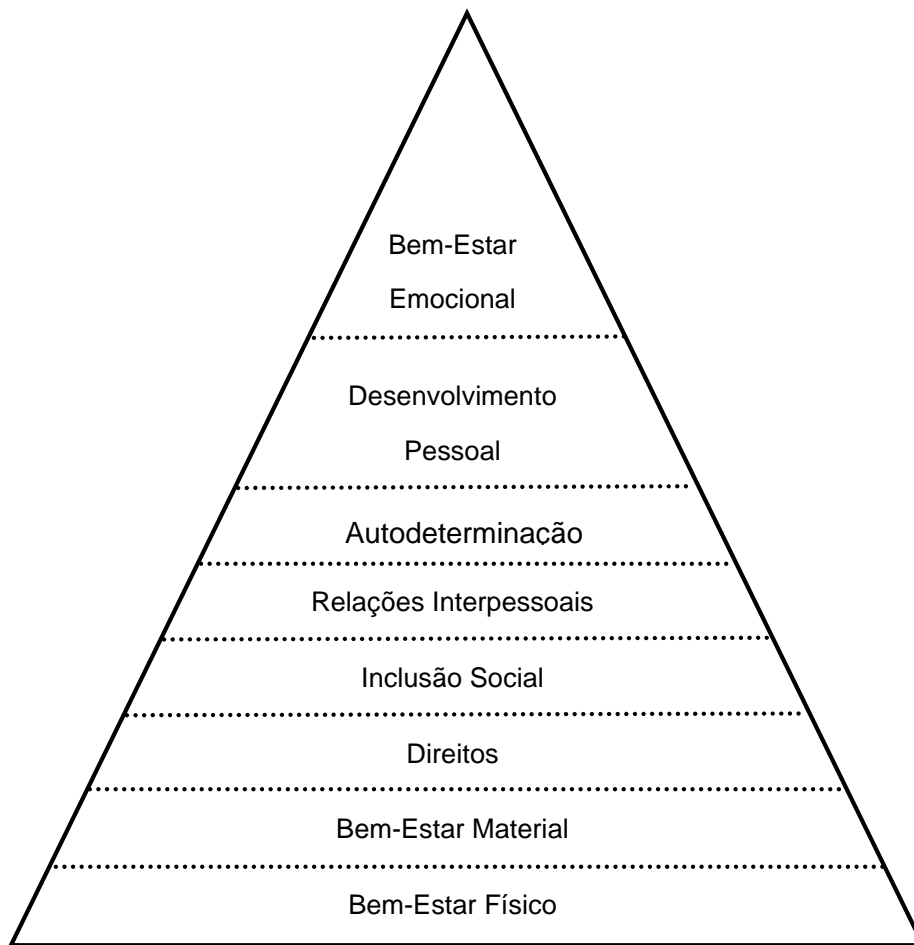 Bem-Estar
Emocional
Desenvolvimento
Pessoal
Autodeterminação
Relações Interpessoais
Inclusão Social
Direitos
Bem-Estar Material
Bem-Estar Físico